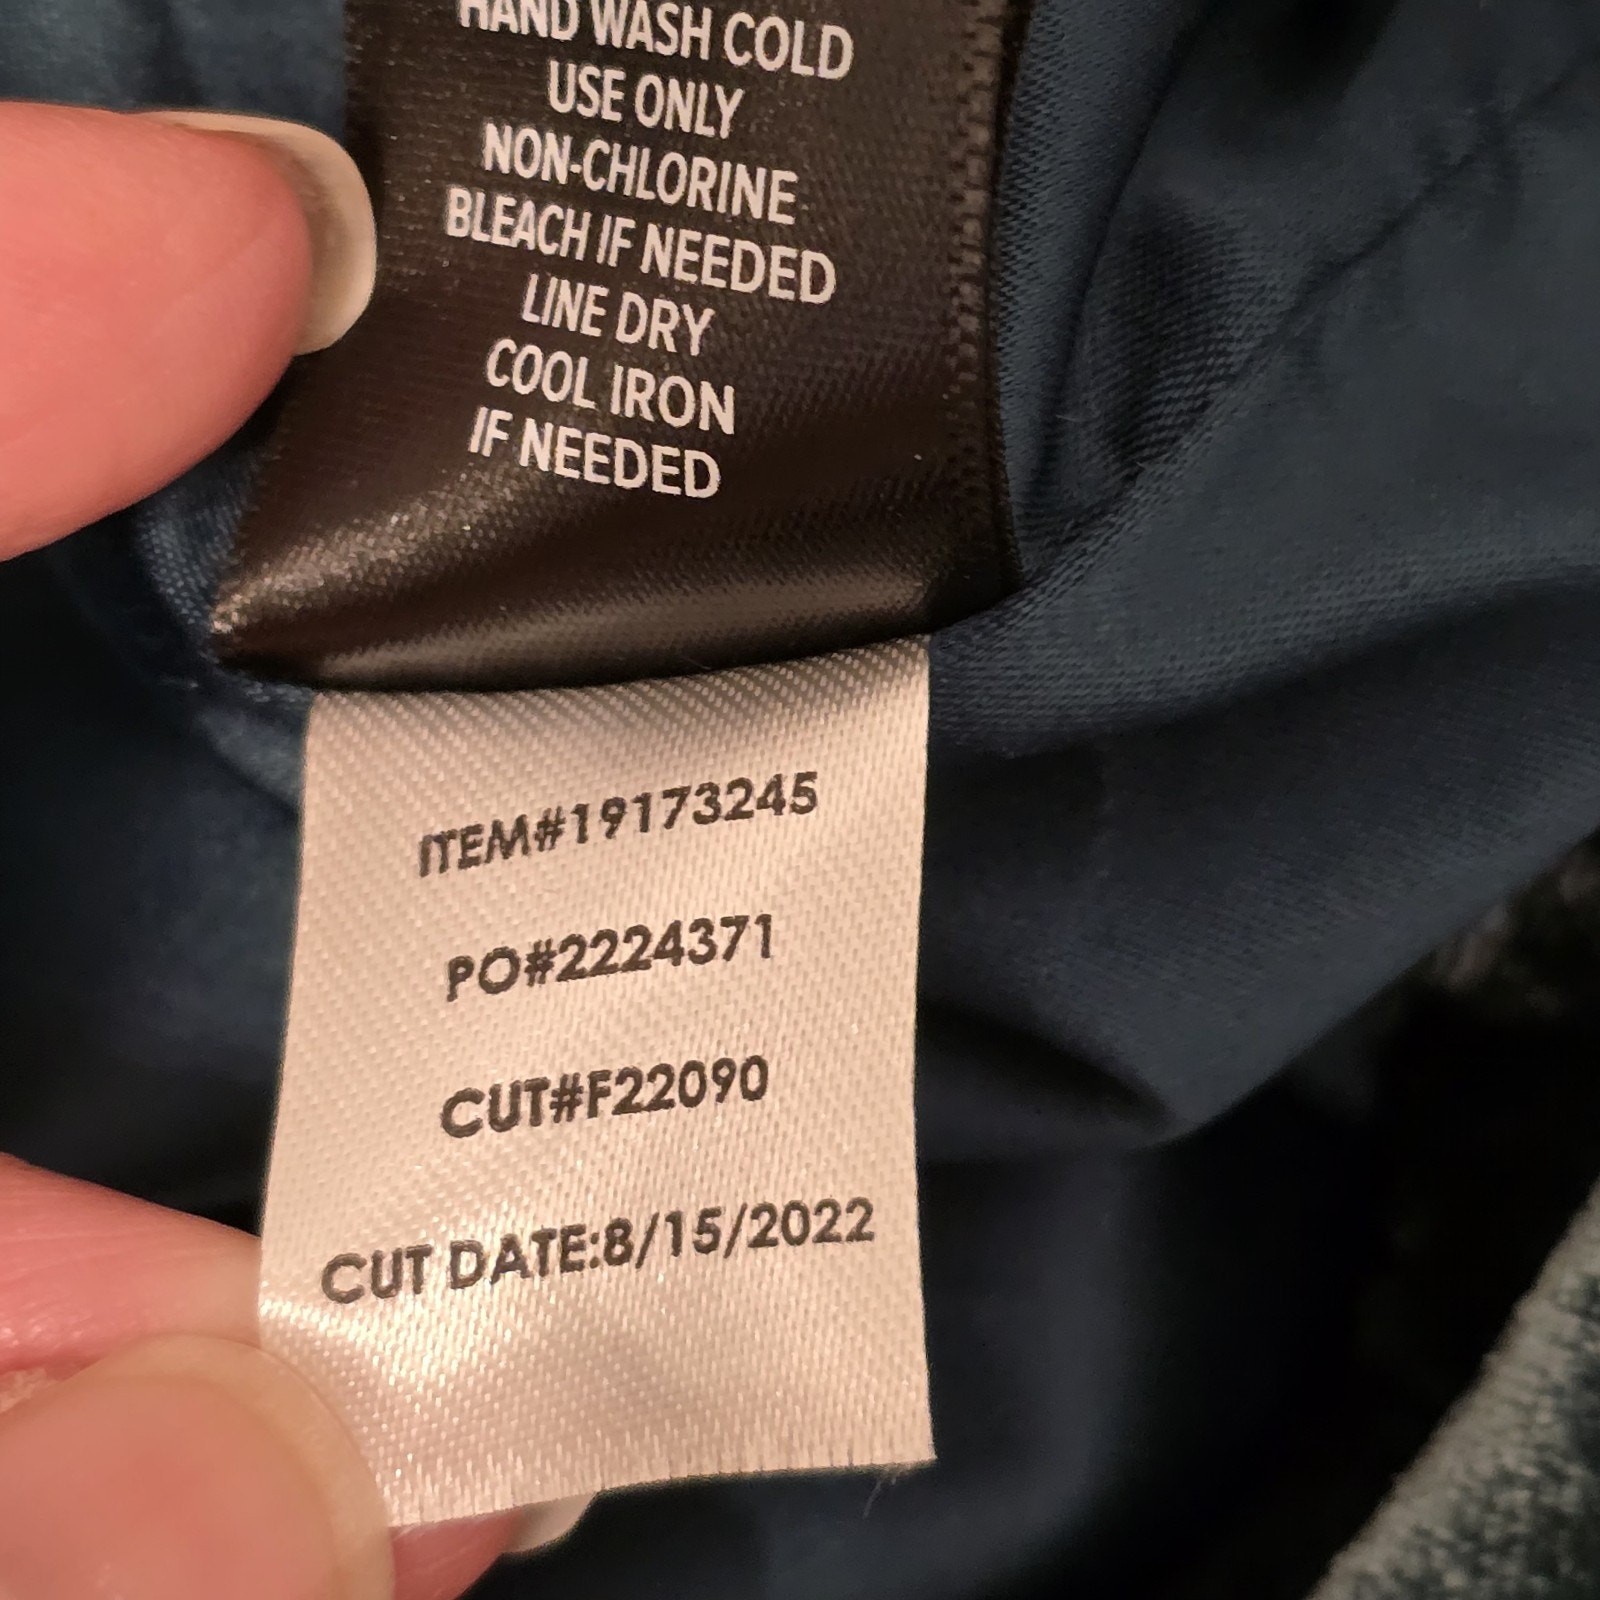 HAND WASH COLD
USE ONLY
NON-CHLORINE
BLEACH IF NEEDED
LINE DRY
COOL IRON
IF NEEDED
ITEM#19173245
PO#2224371
CUT#F22090
CUT DATE:8/15/2022